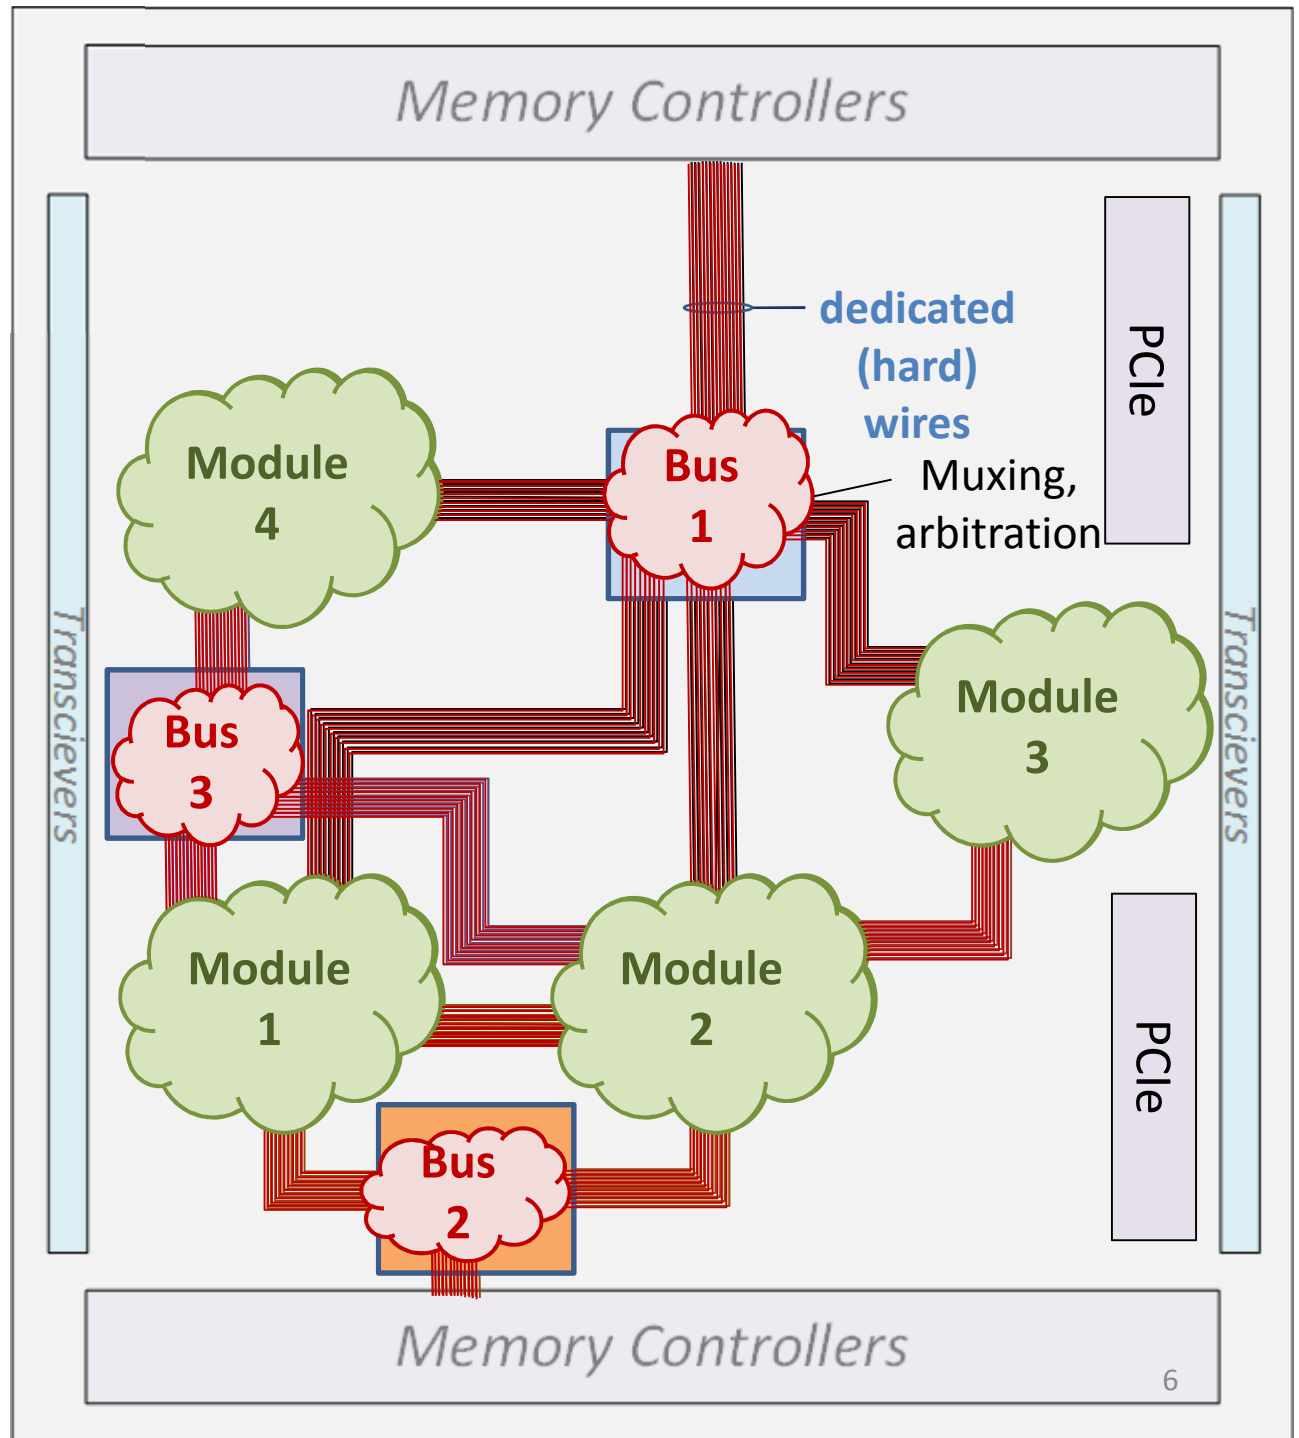 Memory Controllers
dedicated
(hard)
wires
PCIe
Module
4
Bus
1
Muxing,
arbitration
Transcievers
Transcievers
Module
3
Bus
3
Module
1
Module
2
PCIe
Bus
2
Memory Controllers
6